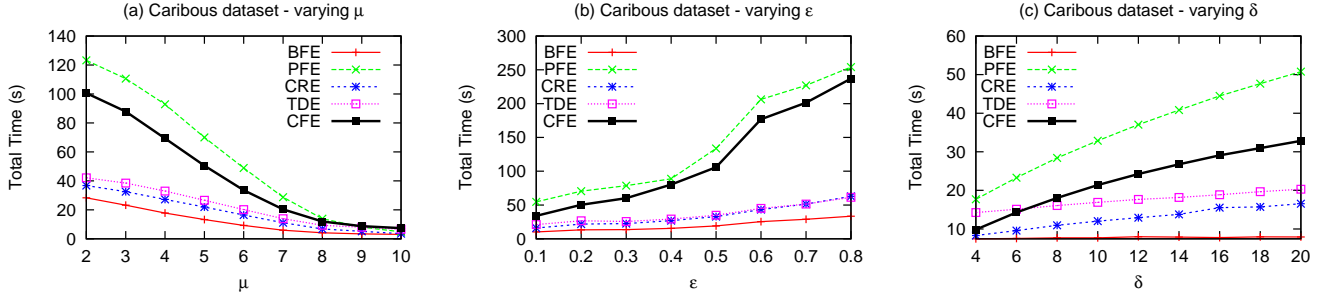 (a) Caribous dataset - varying μ
Total Time (s)
140
120
100
80
60
40
20
0
2 3 4 5 6 7 8 9 10
μ
BFE
PFE
CRE
TDE
CFE
(b) Caribous dataset - varying ε
Total Time (s)
300
250
200
150
100
50
0
0.1 0.2 0.3 0.4 0.5 0.6 0.7 0.8
ε
BFE
PFE
CRE
TDE
CFE
(c) Caribous dataset - varying δ
Total Time (s)
60
50
40
30
20
10
4 6 8 10 12 14 16 18 20
δ
BFE
PFE
CRE
TDE
CFE